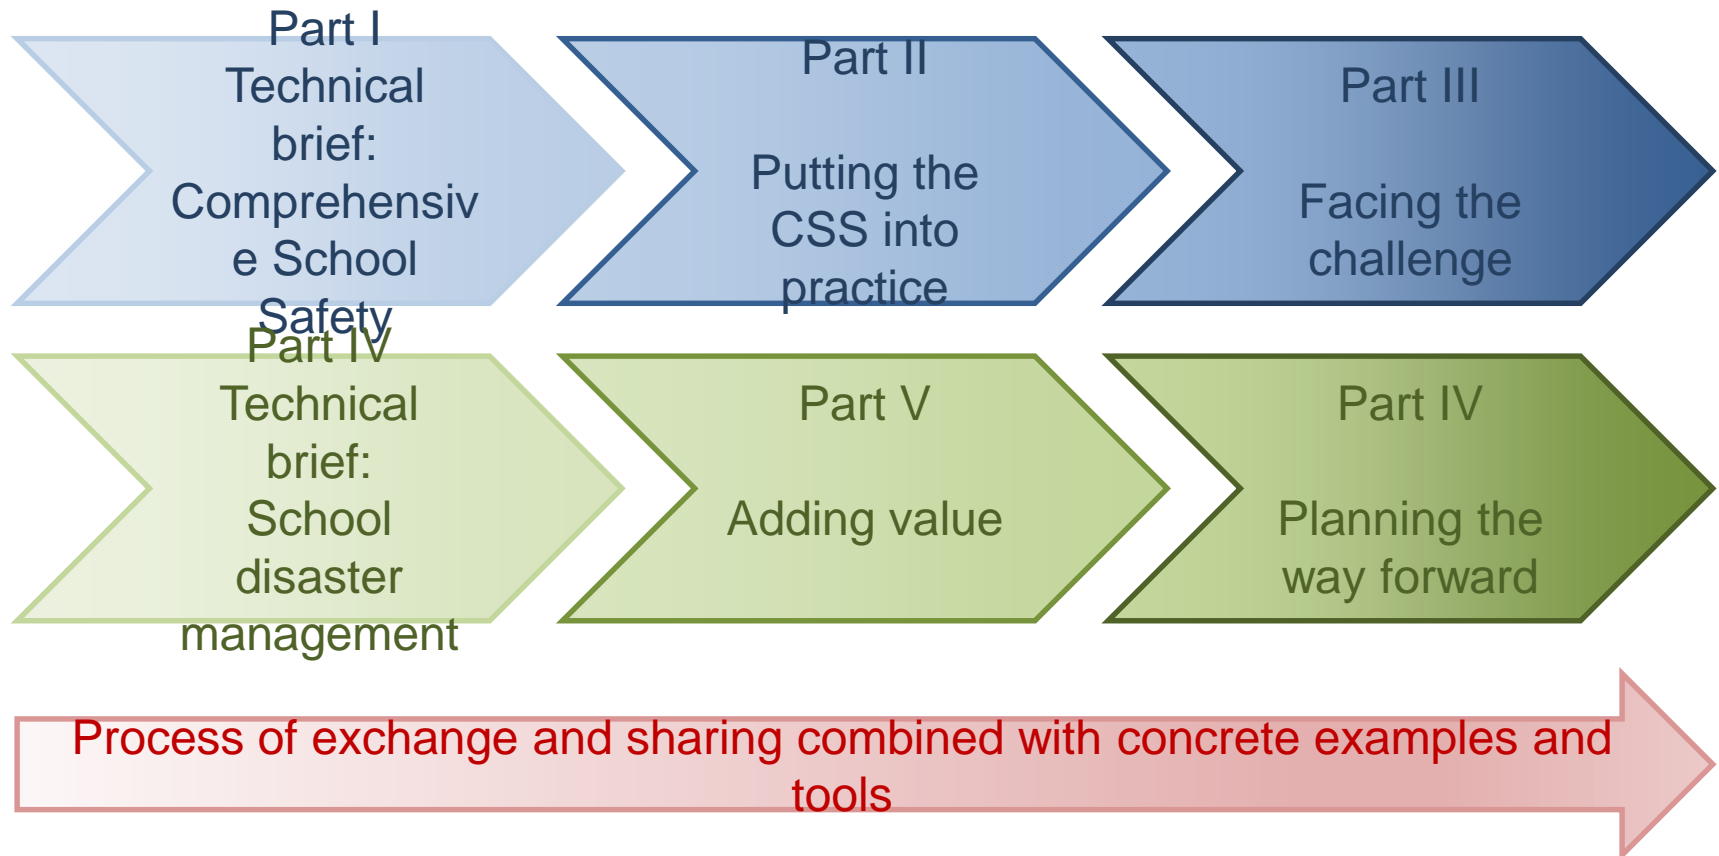 Part I
Technical
brief:
Comprehensiv
e School
Safety
Part II
Putting the
CSS into
practice
Part III
Facing the
challenge
Part IV
Technical
brief:
School
disaster
management
Part V
Adding value
Part IV
Planning the
way forward
Process of exchange and sharing combined with concrete examples and
tools